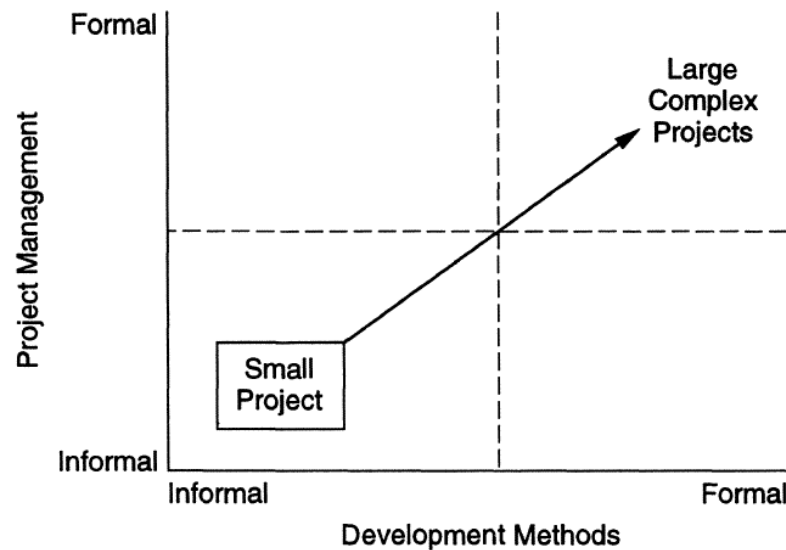 Formal
Large
Complex
Projects
Project Management
Small
Project
Informal
Informal
Formal
Development Methods